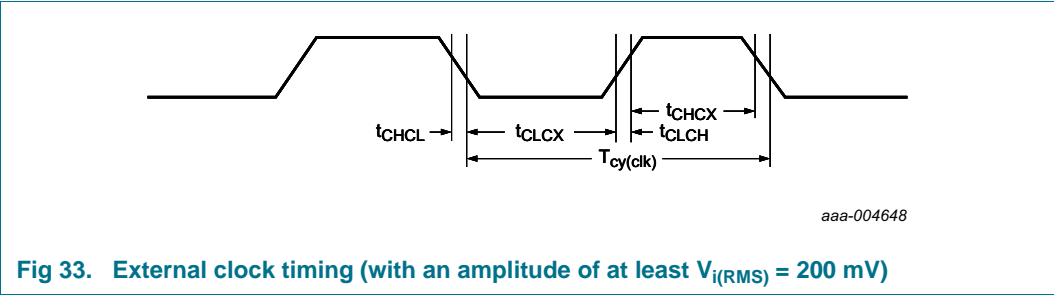 tCHCX
tCHCL tCLCX tCLCH
Tcy(clk)
aaa-004648
Fig 33. External clock timing (with an amplitude of at least Vi(RMS) = 200 mV)